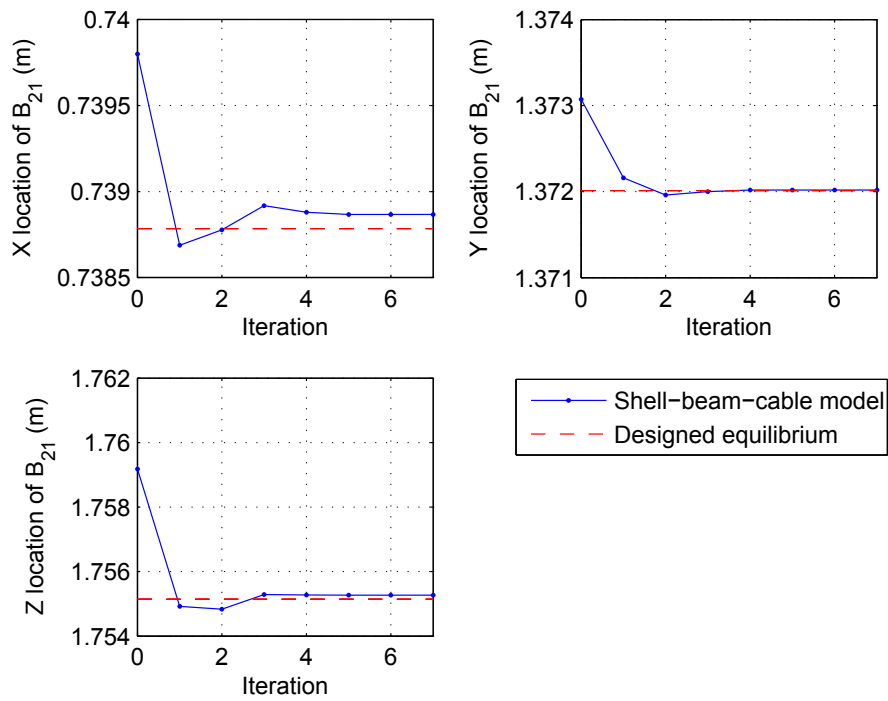 0.74
0.7395
0.739
0.7385
X location of B21 (m)
0 2 4 6
Iteration
1.374
1.373
1.372
1.371
Y location of B21 (m)
0 2 4 6
Iteration
1.762
1.76
1.758
1.756
1.754
Z location of B21 (m)
0 2 4 6
Iteration
Shell−beam−cable model
Designed equilibrium